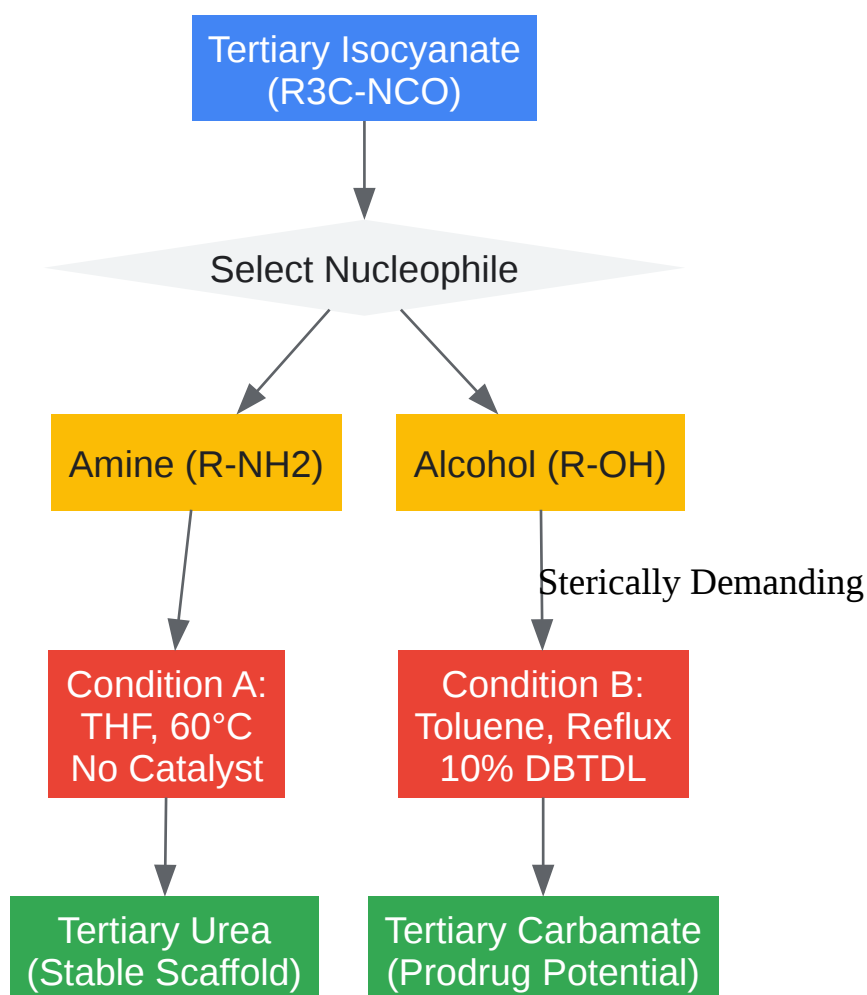 Tertiary Isocyanate
(R3C-NCO)
Select Nucleophile
Amine (R-NH2)
Alcohol (R-OH)
Sterically Demanding
Condition A:
THF, 60°C
No Catalyst
Condition B:
Toluene, Reflux
10% DBTDL
Tertiary Urea
(Stable Scaffold)
Tertiary Carbamate
(Prodrug Potential)